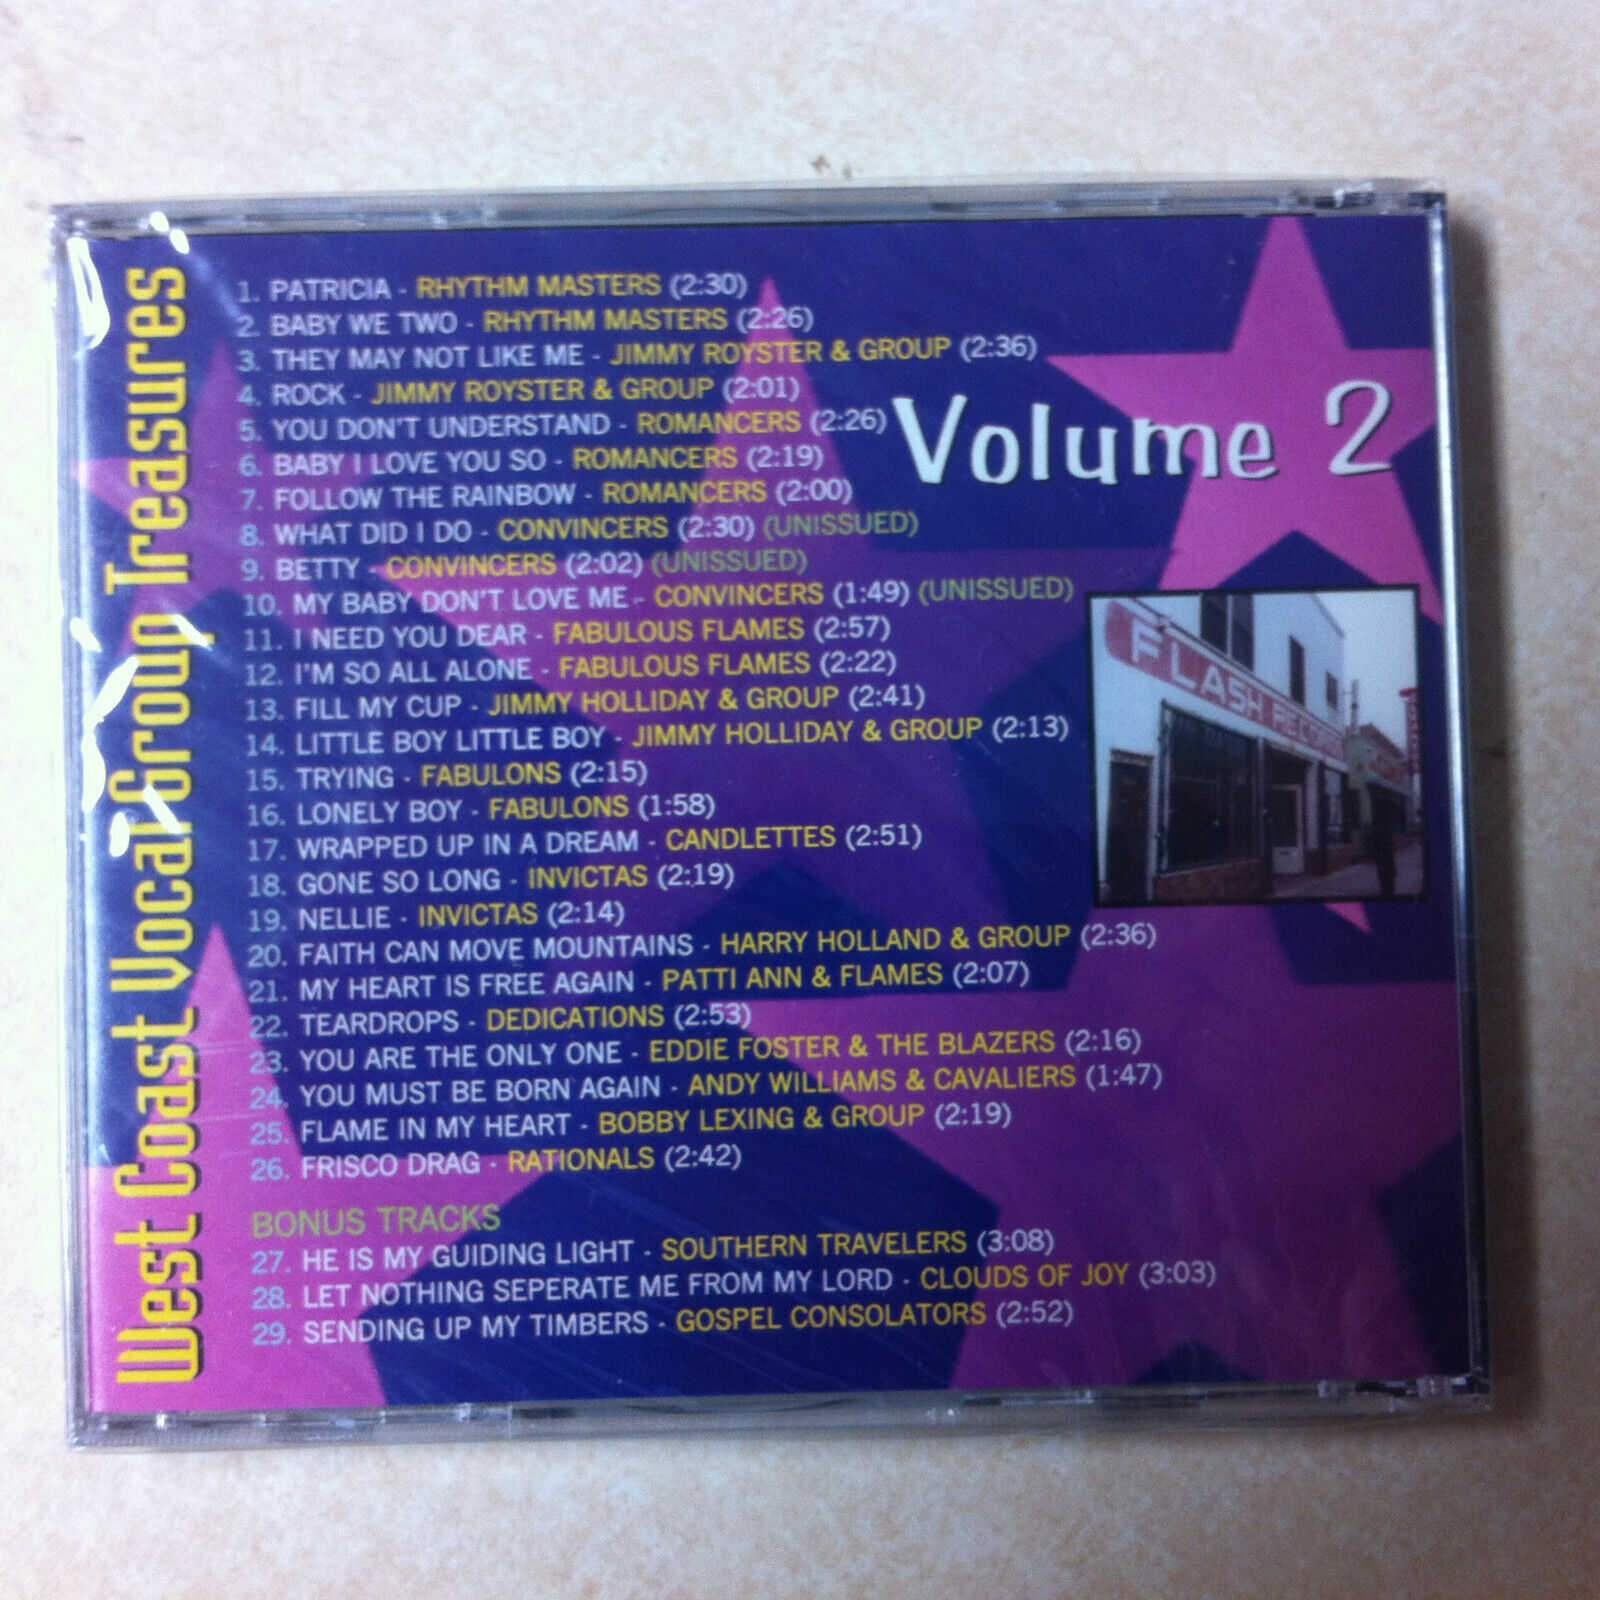 West Coast Vocal Group Treasures
Volume 2
1. PATRICIA - RHYTHM MASTERS (2:30)
2. BABY WE TWO - RHYTHM MASTERS (2:26)
3. THEY MAY NOT LIKE ME - JIMMY ROYSTER & GROUP (2:36)
4. ROCK - JIMMY ROYSTER & GROUP (2:01)
5. YOU DON'T UNDERSTAND - ROMANCERS (2:26)
6. BABY I LOVE YOU SO - ROMANCERS (2:19)
7. FOLLOW THE RAINBOW - ROMANCERS (2:00)
8. WHAT DID I DO - CONVINCERS (2:30) (UNISSUED)
9. BETTY - CONVINCERS (2:02) (UNISSUED)
10. MY BABY DON'T LOVE ME - CONVINCERS (1:49) (UNISSUED)
11. I NEED YOU DEAR - FABULOUS FLAMES (2:57)
12. I'M SO ALL ALONE - FABULOUS FLAMES (2:22)
13. FILL MY CUP - JIMMY HOLLIDAY & GROUP (2:41)
14. LITTLE BOY LITTLE BOY - JIMMY HOLLIDAY & GROUP (2:13)
15. TRYING - FABULONS (2:15)
16. LONELY BOY - FABULONS (1:58)
17. WRAPPED UP IN A DREAM - CANDLETTES (2:51)
18. GONE SO LONG - INVICTAS (2:19)
19. NELLIE - INVICTAS (2:14)
20. FAITH CAN MOVE MOUNTAINS - HARRY HOLLAND & GROUP (2:36)
21. MY HEART IS FREE AGAIN - PATTI ANN & FLAMES (2:07)
22. TEARDROPS - DEDICATIONS (2:53)
23. YOU ARE THE ONLY ONE - EDDIE FOSTER & THE BLAZERS (2:16)
24. YOU MUST BE BORN AGAIN - ANDY WILLIAMS & CAVALIERS (1:47)
25. FLAME IN MY HEART - BOBBY LEXING & GROUP (2:19)
26. FRISCO DRAG - RATIONALS (2:42)
BONUS TRACKS
27. HE IS MY GUIDING LIGHT - SOUTHERN TRAVELERS (3:08)
28. LET NOTHING SEPERATE ME FROM MY LORD - CLOUDS OF JOY (3:03)
29. SENDING UP MY TIMBERS - GOSPEL CONSOLATORS (2:52)
FLASH